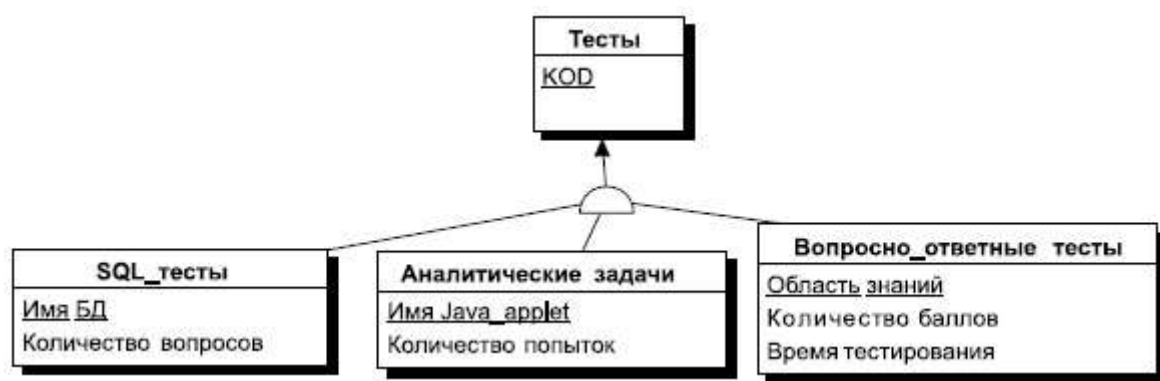 Тесты
KOD
SQL_тесты
Имя БД
Количество вопросов
Аналитические задачи
Имя Java_applet
Количество попыток
Вопросно_ответные тесты
Область знаний
Количество баллов
Время тестирования